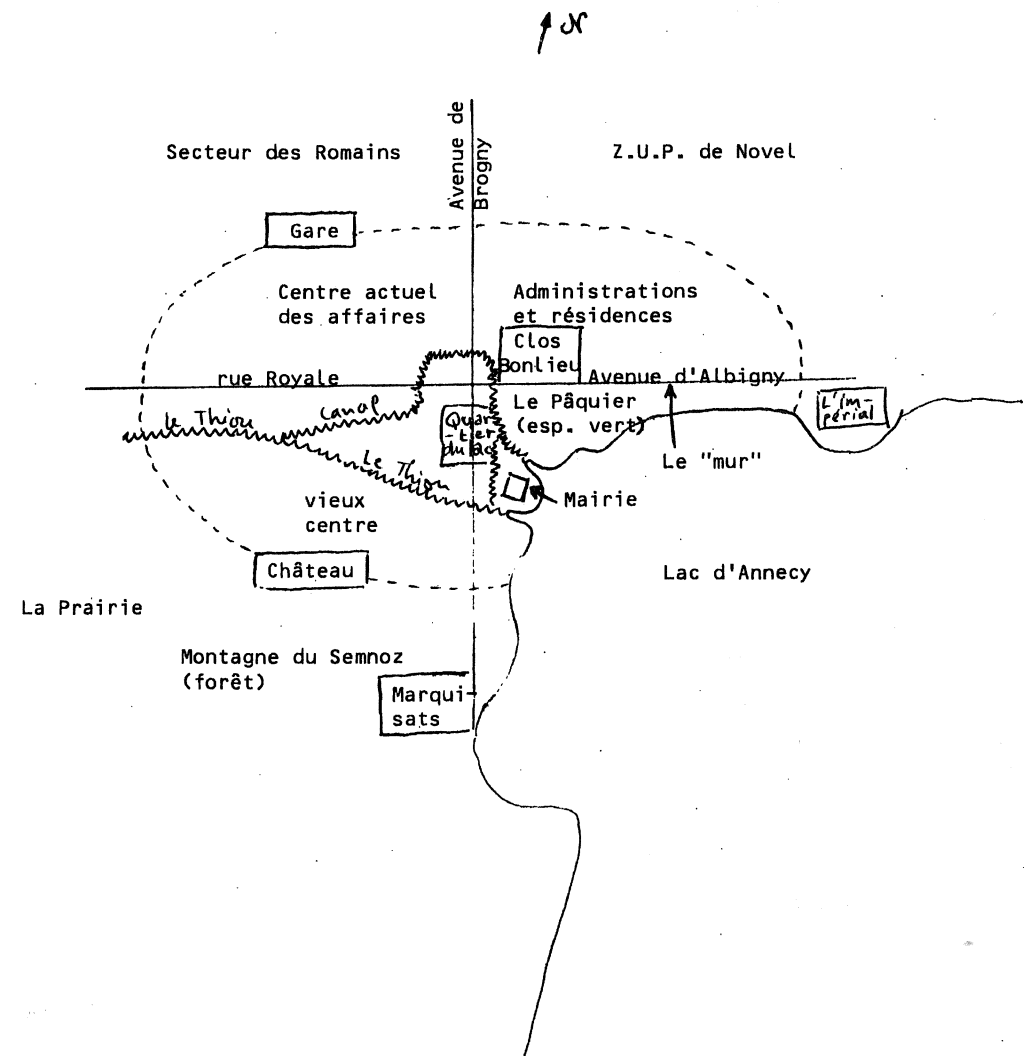 N
Avenue de
Brogny
Secteur des Romains
Z.U.P. de Novel
Gare
Centre actuel
des affaires
Administrations
et résidences
Clos
Bonlieu
rue Royale
Avenue d'Albigny
le Thiou
canal
Le Pâquier
(esp. vert)
L'im-
périal
Quar
-tier
du lac
Le Thiou
Le "mur"
Mairie
vieux
centre
Château
Lac d'Annecy
La Prairie
Montagne du Semnoz
(forêt)
Marqui-
sats